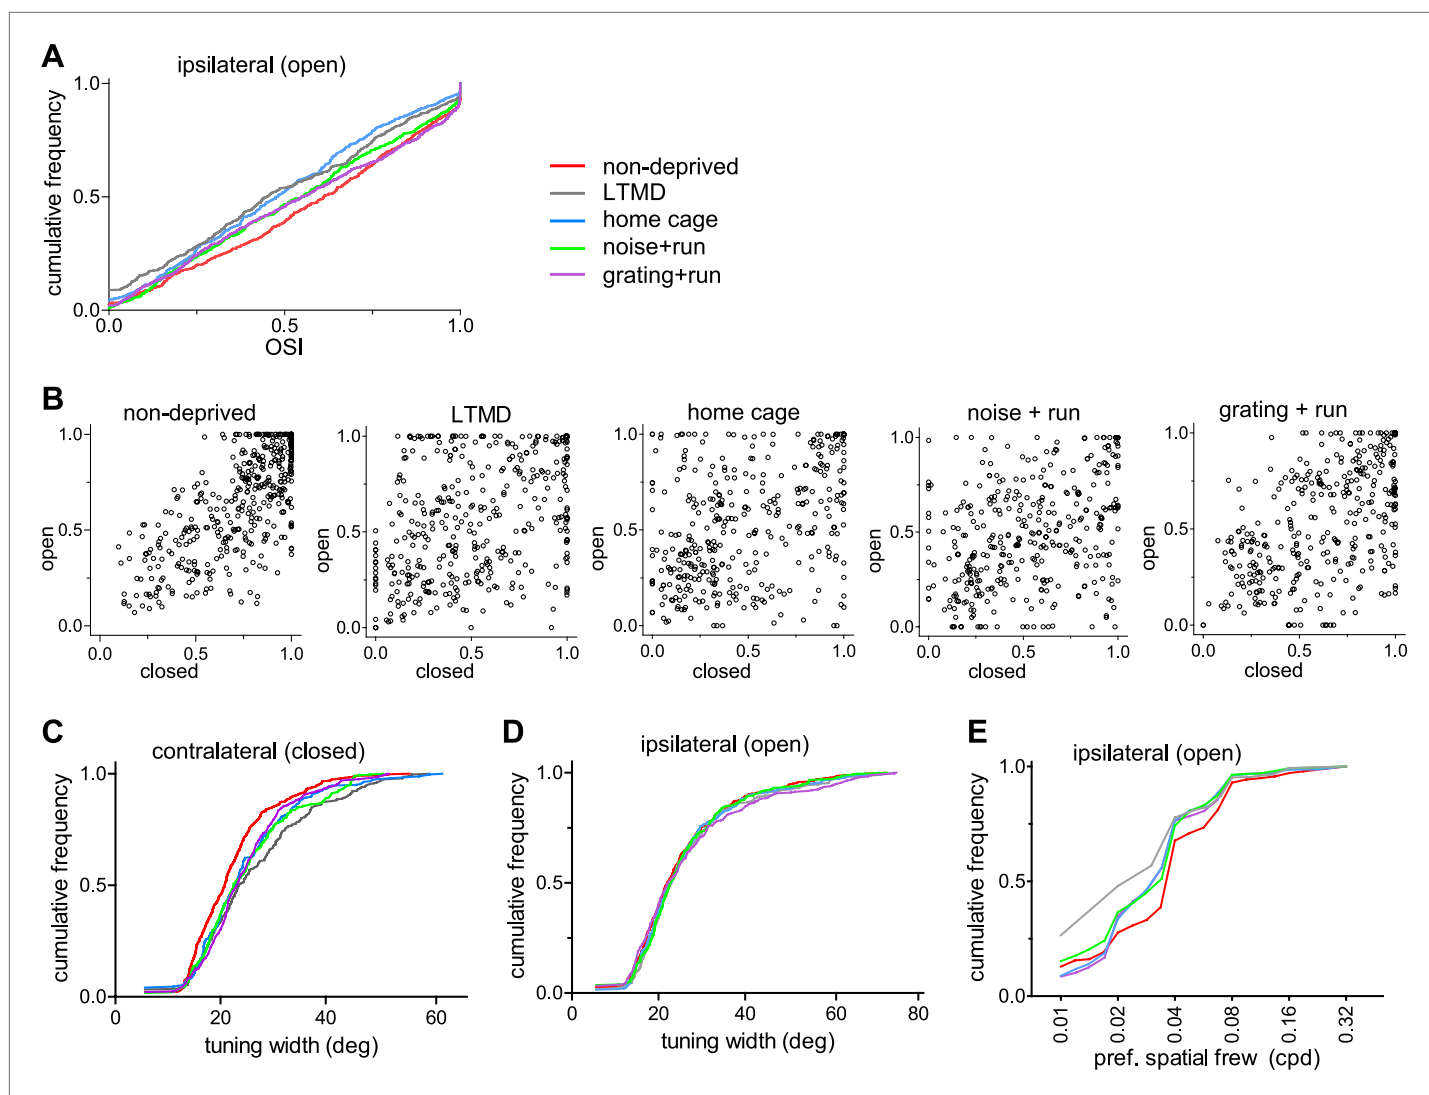 A
ipsilateral (open)
cumulative frequency
1.0
0.5
0.0
0.0 0.5 1.0
OSI
non-deprived
LTMD
home cage
noise+run
grating+run
B
non-deprived
open
1.0
0.5
0.0
0.0 0.5 1.0
closed
LTMD
open
1.0
0.5
0.0
0.0 0.5 1.0
closed
home cage
open
1.0
0.5
0.0
0.0 0.5 1.0
closed
noise + run
open
1.0
0.5
0.0
0.0 0.5 1.0
closed
grating + run
open
1.0
0.5
0.0
0.0 0.5 1.0
closed
C
contralateral (closed)
cumulative frequency
1.0
0.5
0.0
0 20 40 60
tuning width (deg)
D
ipsilateral (open)
cumulative frequency
1.0
0.5
0.0
0 20 40 60 80
tuning width (deg)
E
ipsilateral (open)
cumulative frequency
1.0
0.5
0.0
0.01 0.02 0.04 0.08 0.16 0.32
pref. spatial frew (cpd)